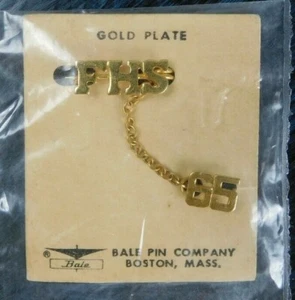 GOLD PLATE
FHS
65
® Bale
BALE PIN COMPANY
BOSTON, MASS.